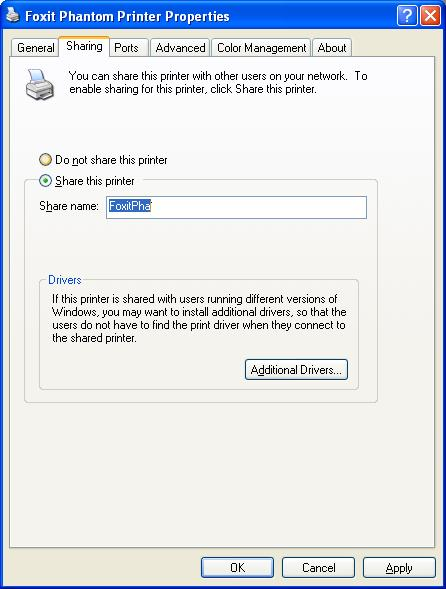 Foxit Phantom Printer Properties
General Sharing Ports Advanced Color Management About
You can share this printer with other users on your network. To
enable sharing for this printer, click Share this printer.
Do not share this printer
Share this printer
Share name: FoxitPha
Drivers
If this printer is shared with users running different versions of
Windows, you may want to install additional drivers, so that the
users do not have to find the print driver when they connect to
the shared printer.
Additional Drivers...
OK Cancel Apply